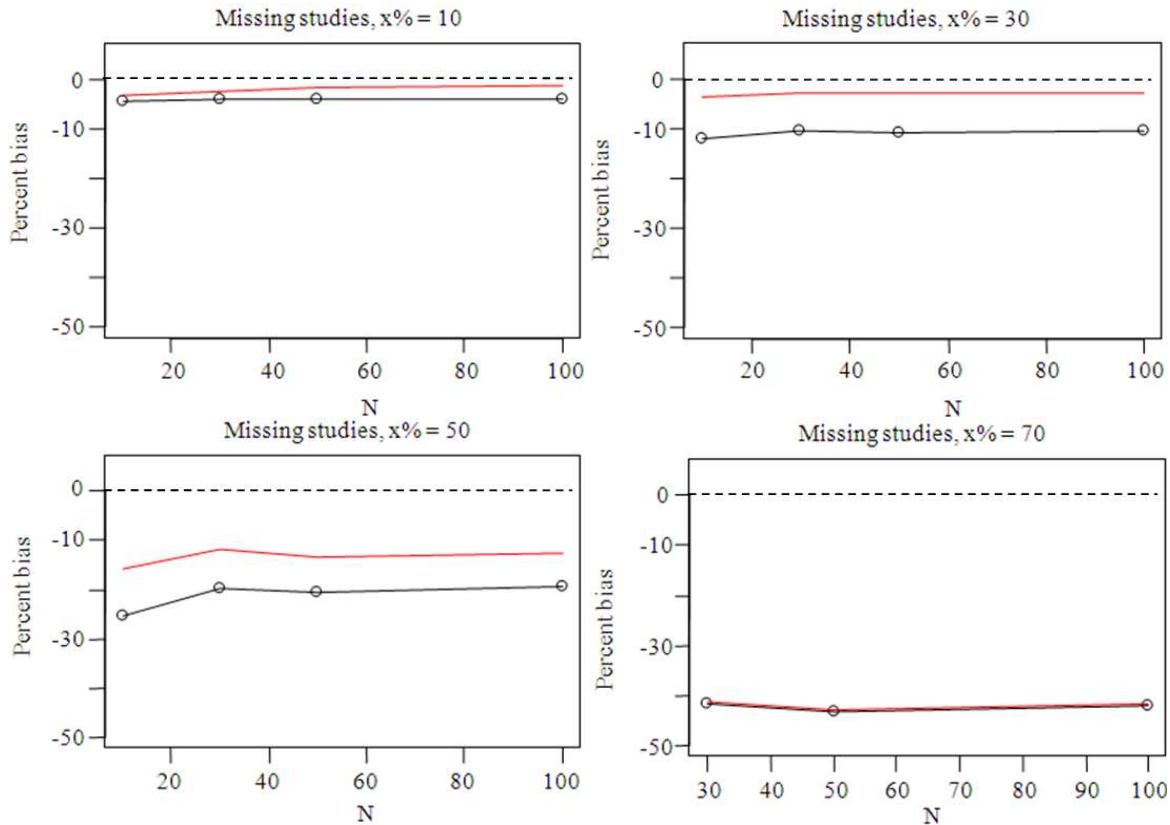 Missing studies, x% = 10
Percent bias
0
-10
-30
-50
20 40 60 80 100
N
Missing studies, x% = 30
Percent bias
0
-10
-30
-50
20 40 60 80 100
N
Missing studies, x% = 50
Percent bias
0
-10
-30
-50
20 40 60 80 100
N
Missing studies, x% = 70
Percent bias
0
-10
-30
-50
30 40 50 60 70 80 90 100
N